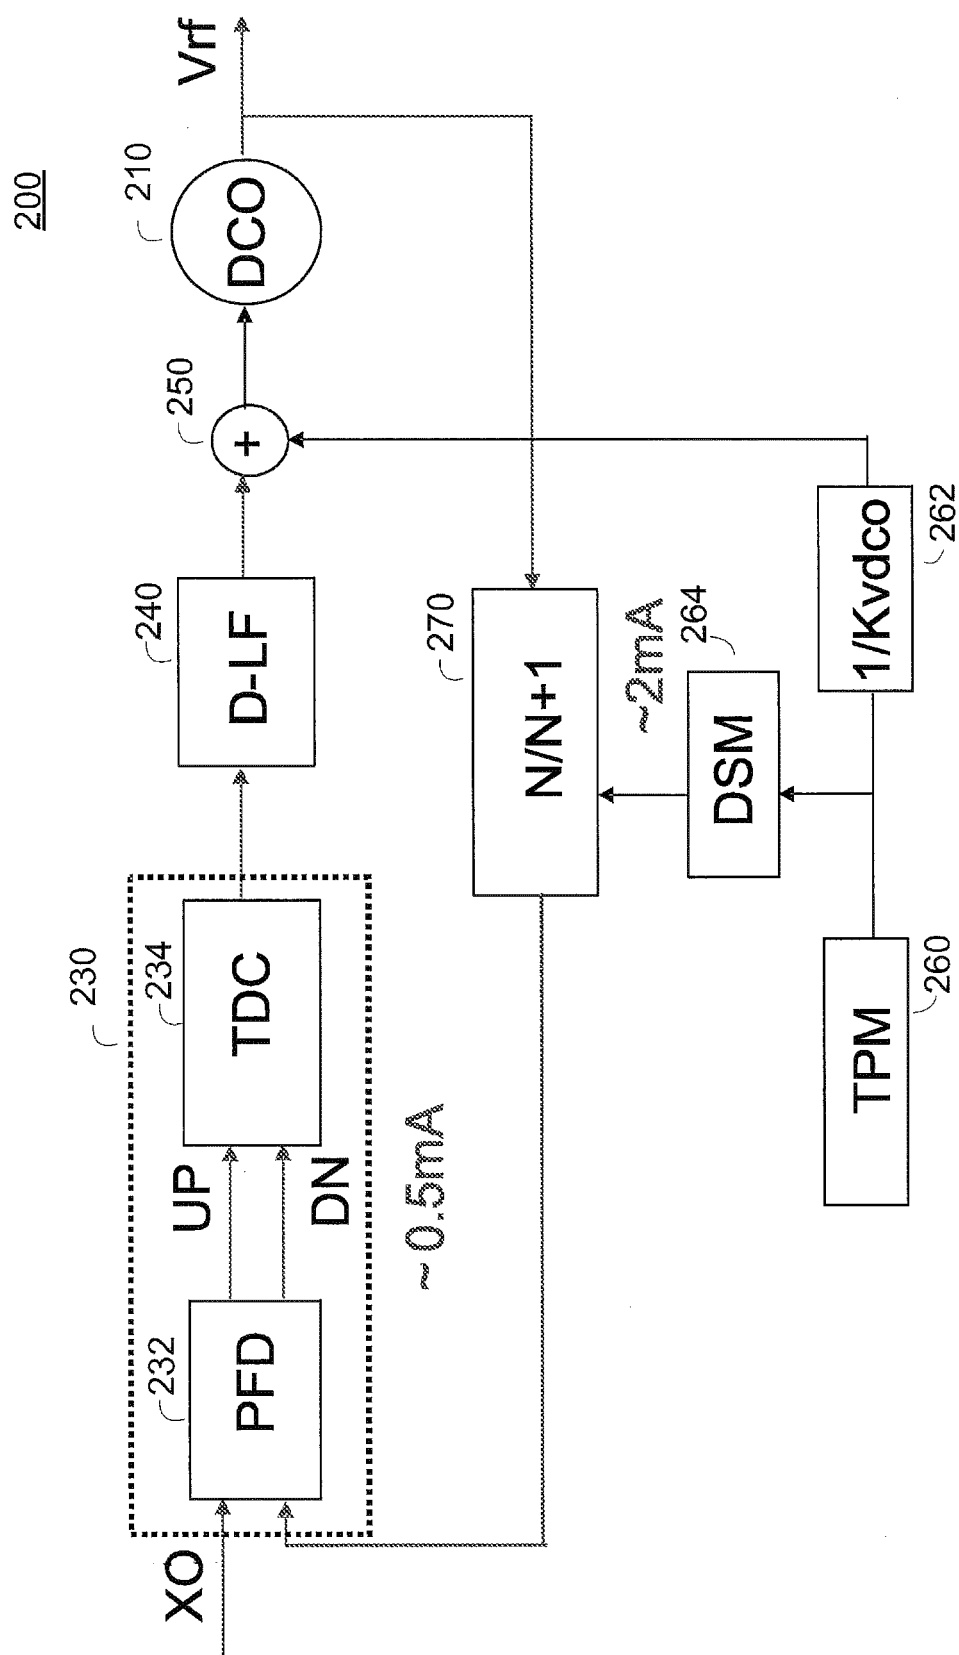 200
XO
232
PFD
UP
DN
230
234
TDC
~ 0.5mA
240
D-LF
250
+
210
DCO
Vrf
270
N/N+1
~2mA
264
DSM
1/Kvdco
262
TPM
260